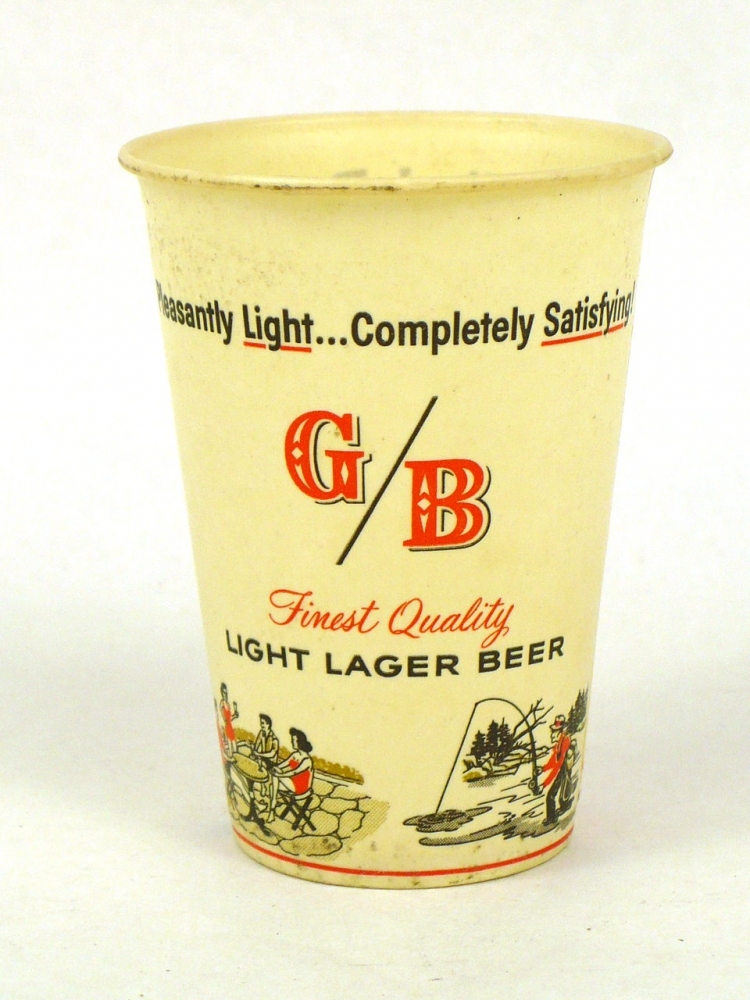 Pleasantly Light...Completely Satisfying!
G/B
Finest Quality
LIGHT LAGER BEER